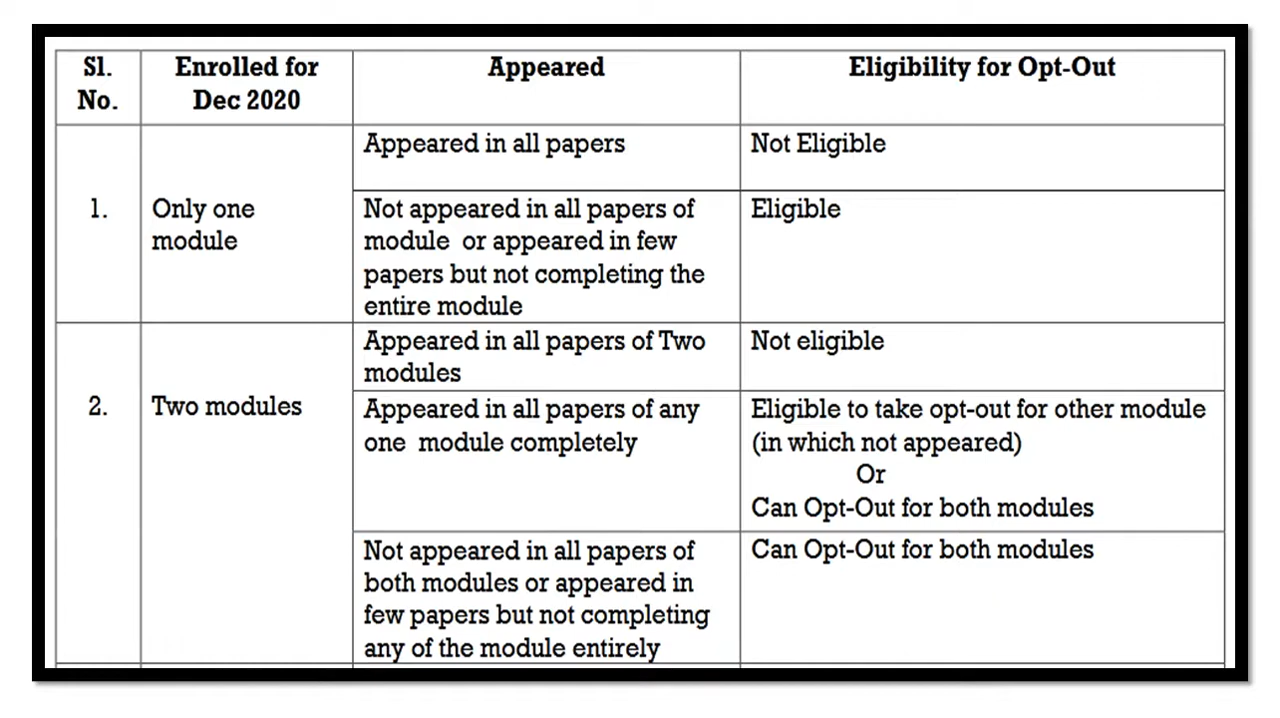 Sl. No.
Enrolled for Dec 2020
Appeared
Eligibility for Opt-Out
1.
Only one
module
Appeared in all papers
Not Eligible
Not appeared in all papers of
module or appeared in few
papers but not completing the
entire module
Eligible
2.
Two modules
Appeared in all papers of Two
modules
Not eligible
Appeared in all papers of any
one module completely
Eligible to take opt-out for other module
(in which not appeared)
Or
Can Opt-Out for both modules
Not appeared in all papers of
both modules or appeared in
few papers but not completing
any of the module entirely
Can Opt-Out for both modules